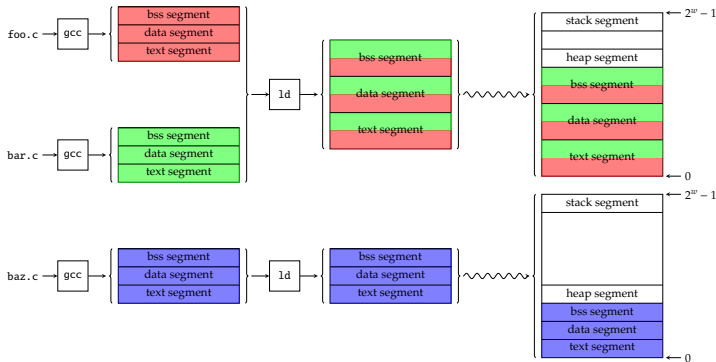 foo.c
gcc
bss segment
data segment
text segment
bar.c
gcc
bss segment
data segment
text segment
ld
bss segment
data segment
text segment
stack segment
heap segment
bss segment
data segment
text segment
2^w − 1
0
baz.c
gcc
bss segment
data segment
text segment
ld
bss segment
data segment
text segment
stack segment
heap segment
bss segment
data segment
text segment
2^w − 1
0